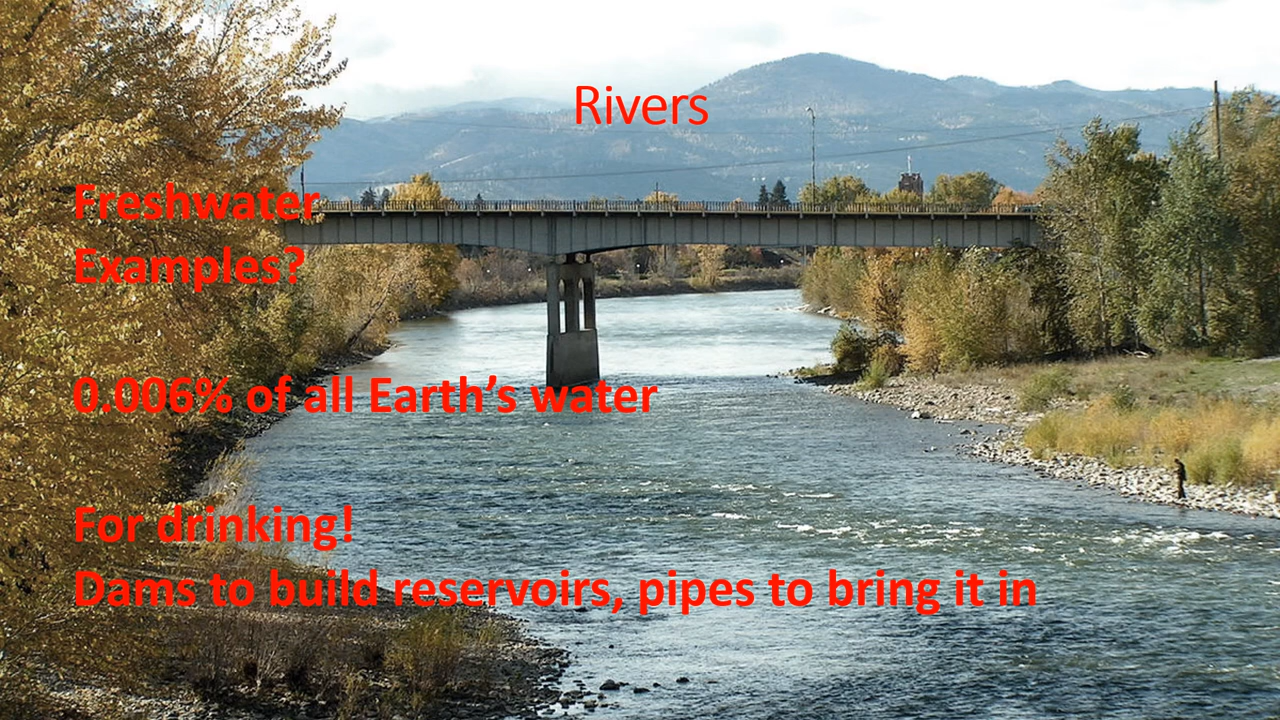 Rivers
Freshwater
Examples?
0.006% of all Earth’s water
For drinking!
Dams to build reservoirs, pipes to bring it in